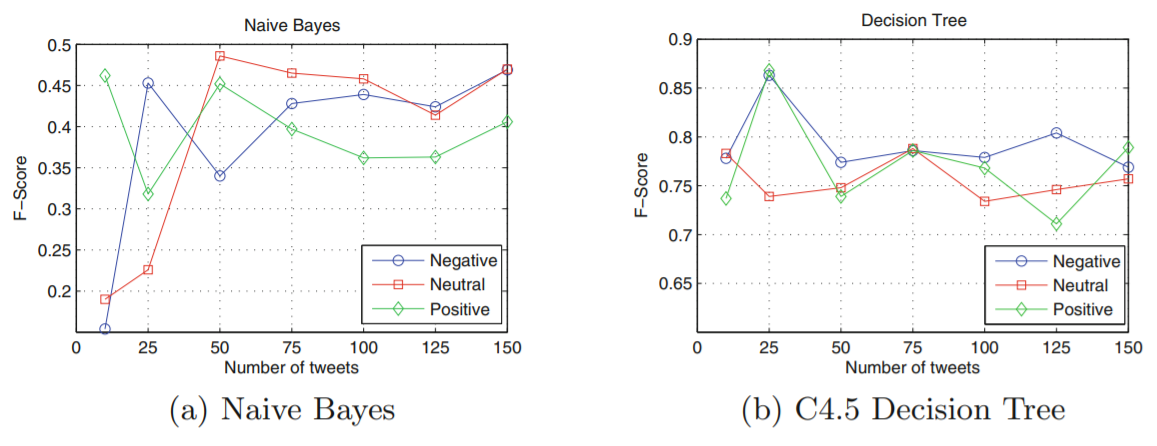 Naive Bayes
0.5
0.45
0.4
0.35
0.3
0.25
0.2
F-Score
0 25 50 75 100 125 150
Number of tweets
Negative
Neutral
Positive
(a) Naive Bayes
Decision Tree
0.9
0.85
0.8
0.75
0.7
0.65
F-Score
0 10 25 50 75 100 125 150
Number of tweets
Negative
Neutral
Positive
(b) C4.5 Decision Tree